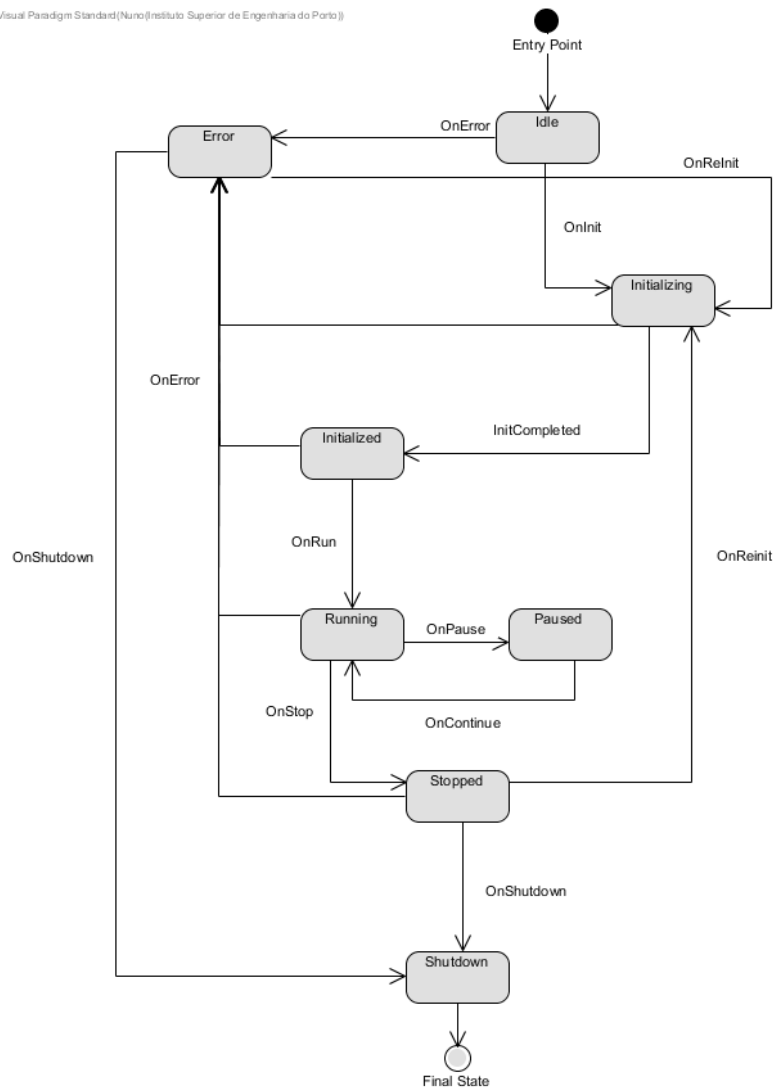 Visual Paradigm Standard(Nuno(Instituto Superior de Engenharia do Porto))
Entry Point
Idle
OnError
Error
OnReInit
OnInit
Initializing
OnError
Initialized
InitCompleted
OnRun
OnShutdown
OnReinit
Running
OnPause
Paused
OnStop
OnContinue
Stopped
OnShutdown
Shutdown
Final State